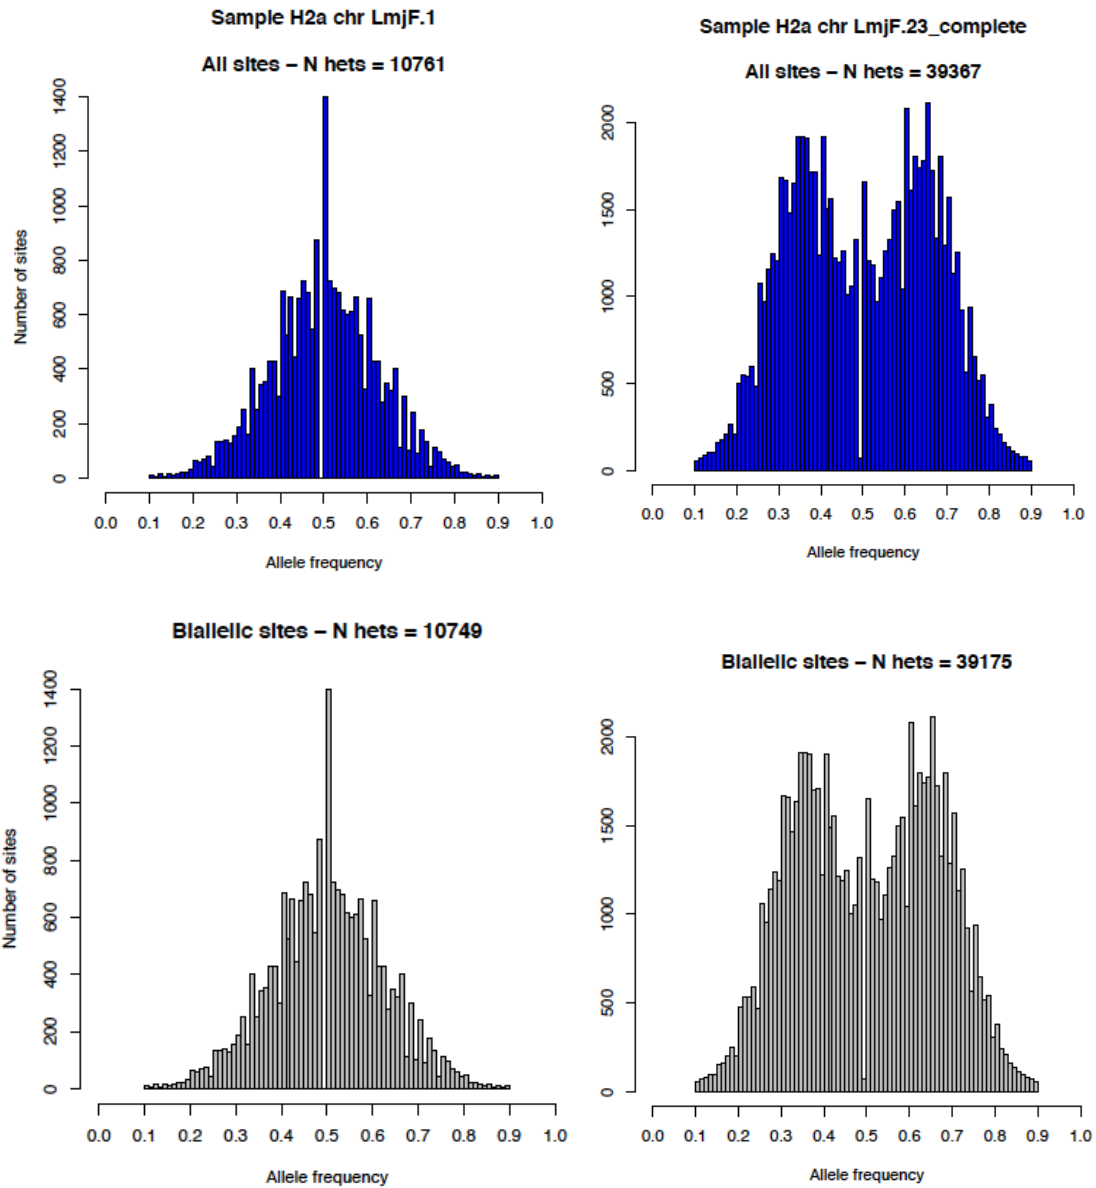 Sample H2a chr LmjF.1
All sites – N hets = 10761
Number of sites
0 200 400 600 800 1000 1200 1400
0.0 0.1 0.2 0.3 0.4 0.5 0.6 0.7 0.8 0.9 1.0
Allele frequency
Sample H2a chr LmjF.23_complete
All sites – N hets = 39367
0 500 1000 1500 2000
0.0 0.1 0.2 0.3 0.4 0.5 0.6 0.7 0.8 0.9 1.0
Allele frequency
Biallelic sites – N hets = 10749
Number of sites
0 200 400 600 800 1000 1200 1400
0.0 0.1 0.2 0.3 0.4 0.5 0.6 0.7 0.8 0.9 1.0
Allele frequency
Biallelic sites – N hets = 39175
0 500 1000 1500 2000
0.0 0.1 0.2 0.3 0.4 0.5 0.6 0.7 0.8 0.9 1.0
Allele frequency